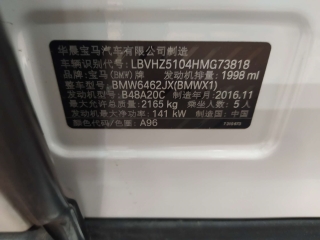 华晨宝马汽车有限公司制造
车辆识别代号: LBVHZ5104HMG73818
品牌: 宝马(BMW)牌 发动机排量: 1998 ml
整车型号: BMW6462JX(BMWX1)
发动机型号: B48A20C 制造年月 2016.11
最大允许总质量: 2165 kg 乘坐人数: 5 人
发动机最大净功率: 141 kW 制造国: 中国
颜色代码/色差: A96